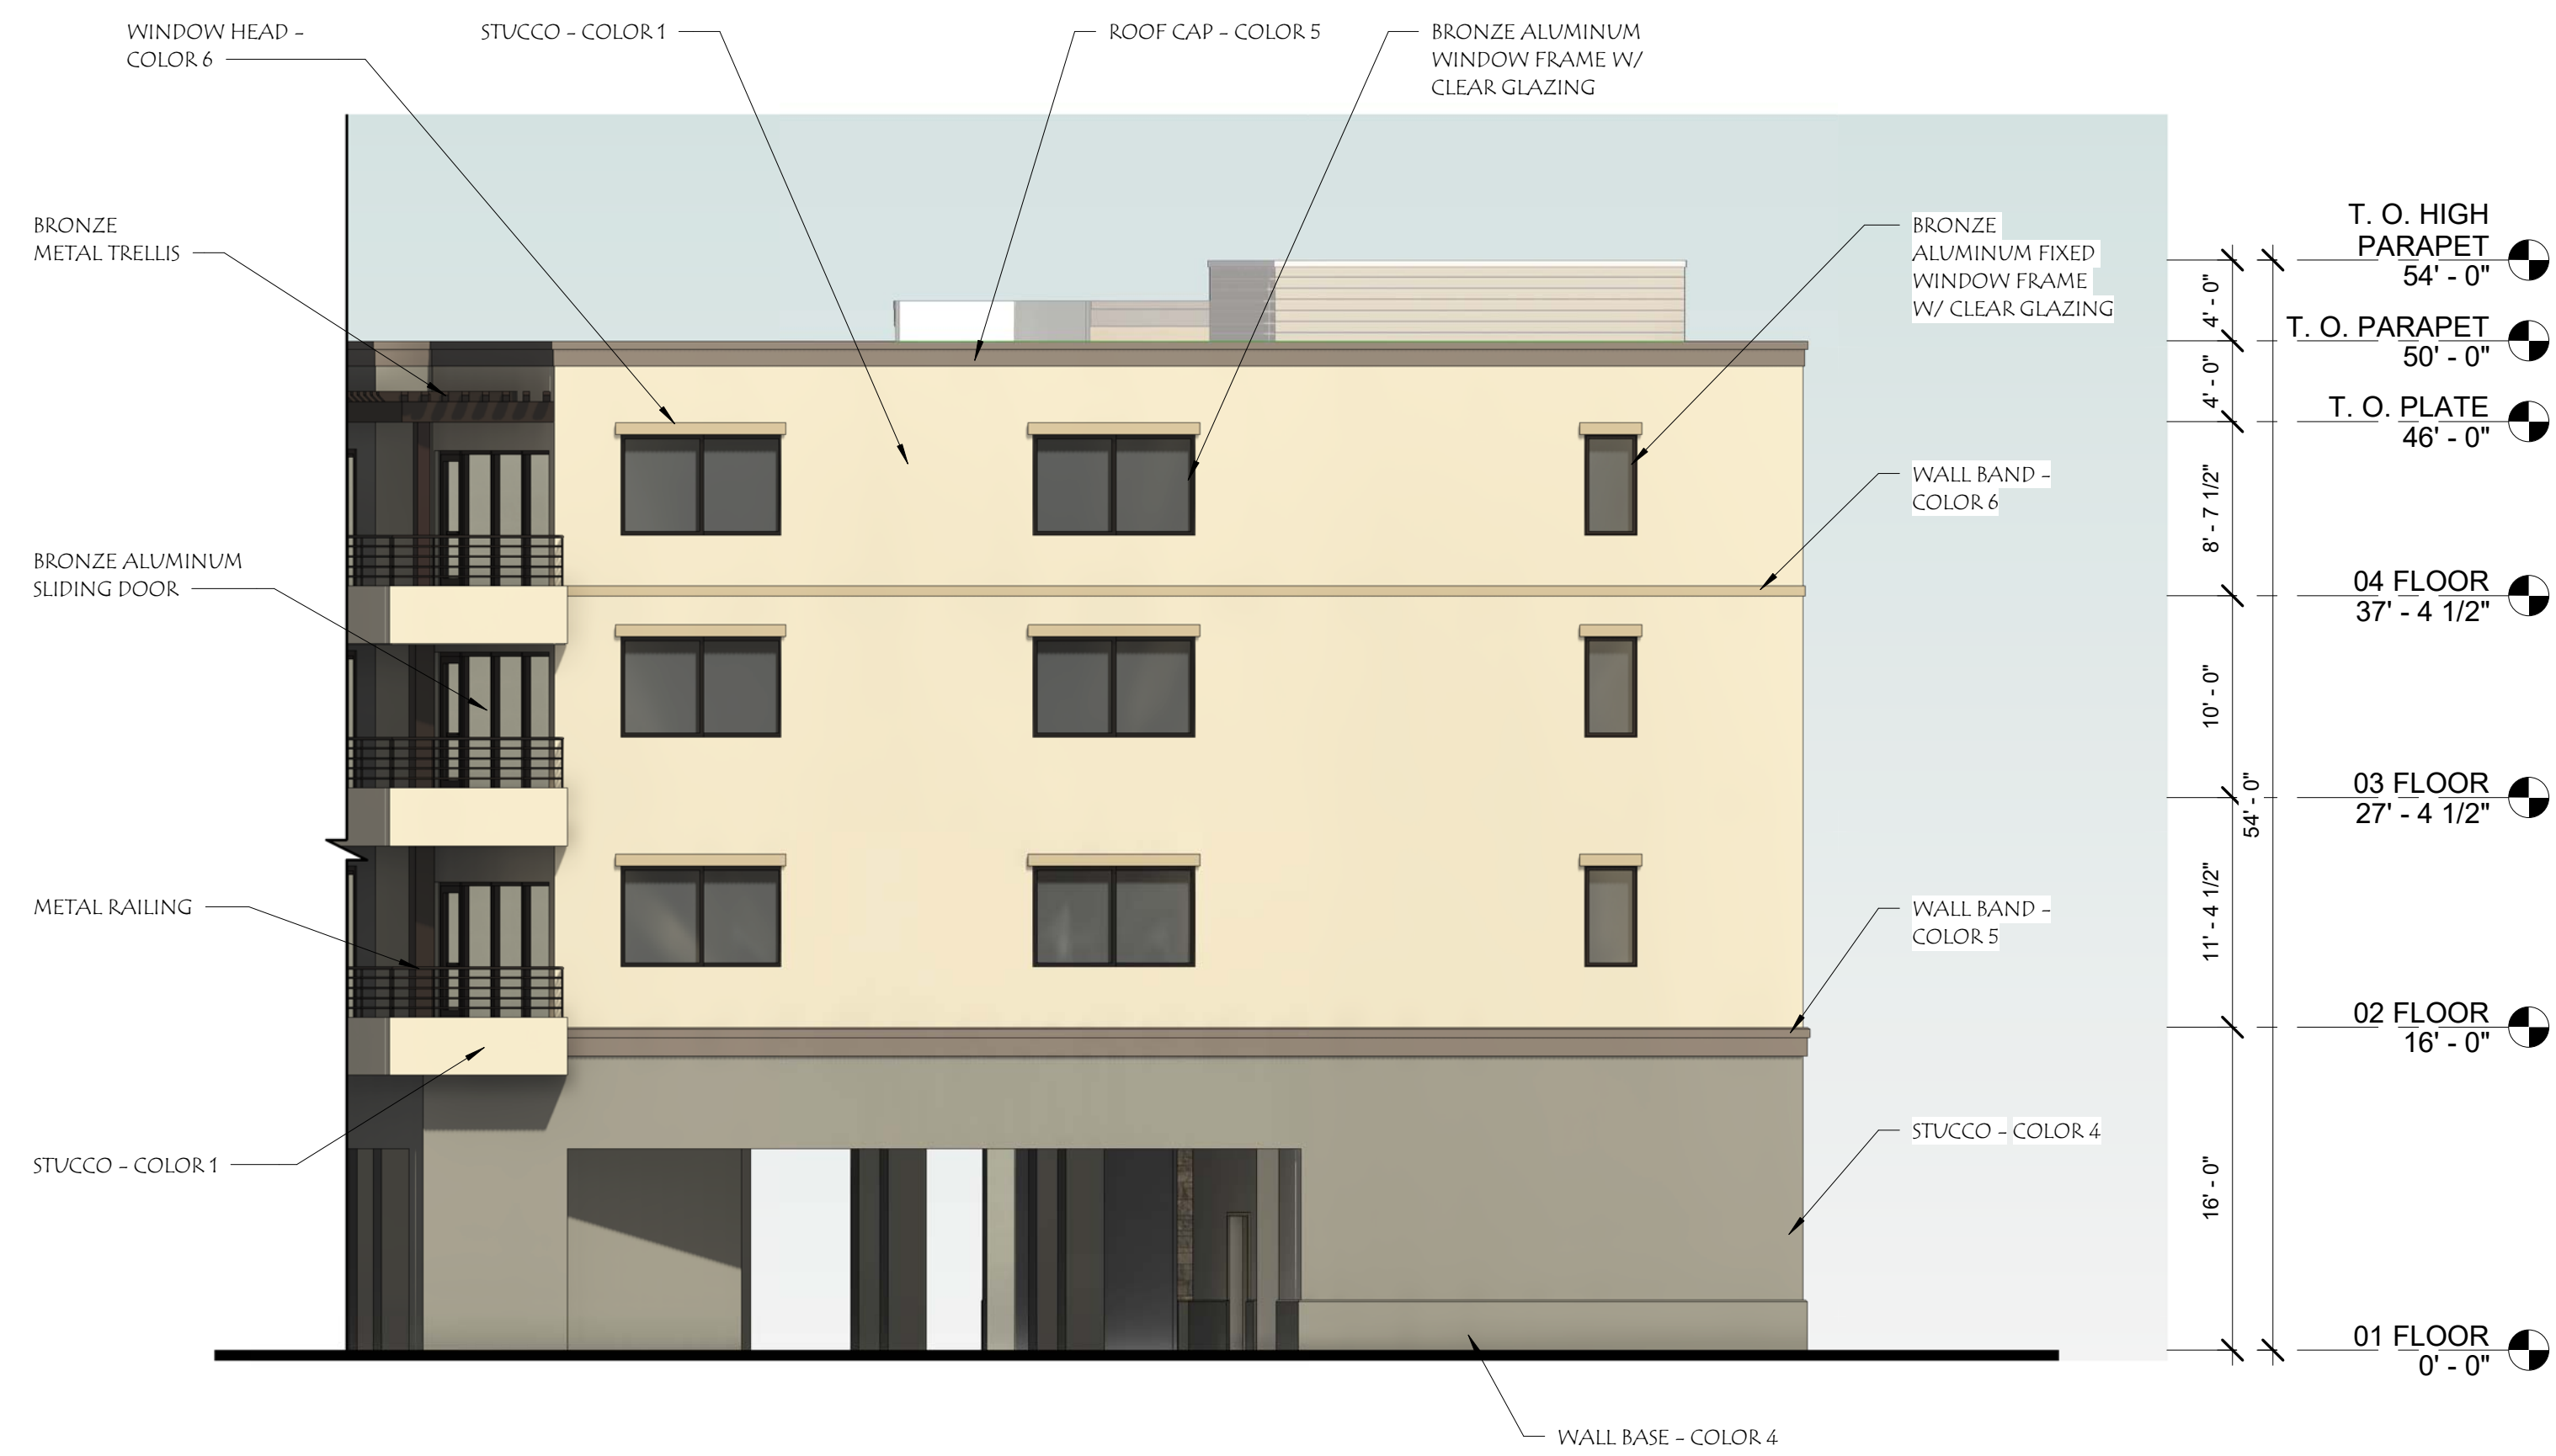 WINDOW HEAD -
COLOR 6
STUCCO - COLOR 1
ROOF CAP - COLOR 5
BRONZE ALUMINUM
WINDOW FRAME W/
CLEAR GLAZING
BRONZE
METAL TRELLIS
BRONZE ALUMINUM
SLIDING DOOR
METAL RAILING
STUCCO - COLOR 1
BRONZE
ALUMINUM FIXED
WINDOW FRAME
W/ CLEAR GLAZING
WALL BAND -
COLOR 6
WALL BAND -
COLOR 5
STUCCO - COLOR 4
WALL BASE - COLOR 4
4' - 0"
4' - 0"
8' - 7 1/2"
10' - 0"
11' - 4 1/2"
16' - 0"
54' - 0"
T. O. HIGH
PARAPET
54' - 0"
T. O. PARAPET
50' - 0"
T. O. PLATE
46' - 0"
04 FLOOR
37' - 4 1/2"
03 FLOOR
27' - 4 1/2"
02 FLOOR
16' - 0"
01 FLOOR
0' - 0"